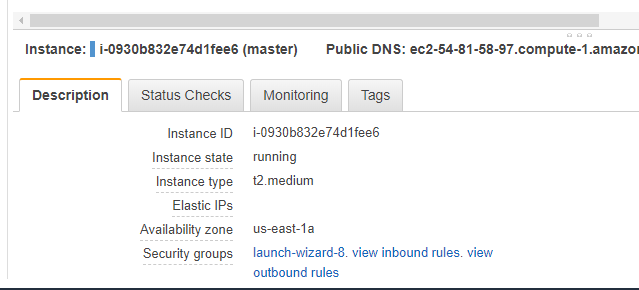 Instance: i-0930b832e74d1fee6 (master) Public DNS: ec2-54-81-58-97.compute-1.amazo
Description Status Checks Monitoring Tags
Instance ID i-0930b832e74d1fee6
Instance state running
Instance type t2.medium
Elastic IPs
Availability zone us-east-1a
Security groups launch-wizard-8. view inbound rules. view
outbound rules